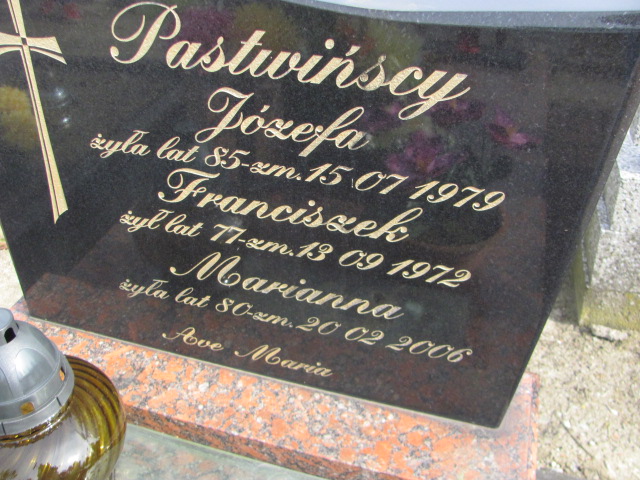 Pastwińscy
Józefa
żyła lat 85-zm. 15 07 1979
Franciszek
żył lat 77-zm. 13 09 1972
Marianna
żyła lat 80-zm. 20 02 2006
Ave Maria